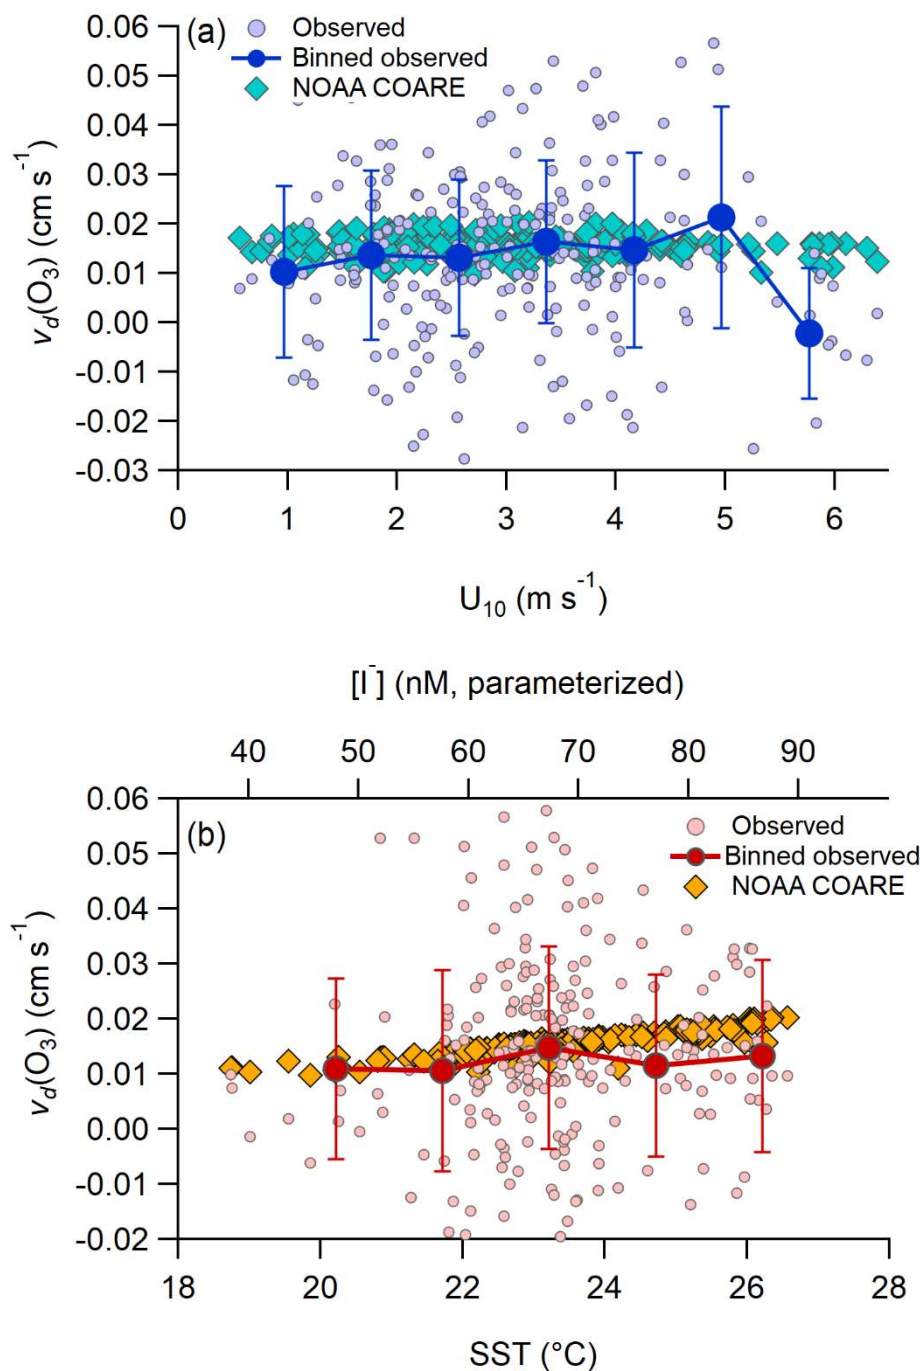 0.06
(a)
Observed
Binned observed
NOAA COARE
0.05
0.04
0.03
0.02
0.01
0.00
-0.01
-0.02
-0.03
v_d(O₃) (cm s⁻¹)
0 1 2 3 4 5 6
U₁₀ (m s⁻¹)
[I⁻] (nM, parameterized)
40 50 60 70 80 90
0.06
(b)
Observed
Binned observed
NOAA COARE
0.05
0.04
0.03
0.02
0.01
0.00
-0.01
-0.02
v_d(O₃) (cm s⁻¹)
18 20 22 24 26 28
SST (°C)